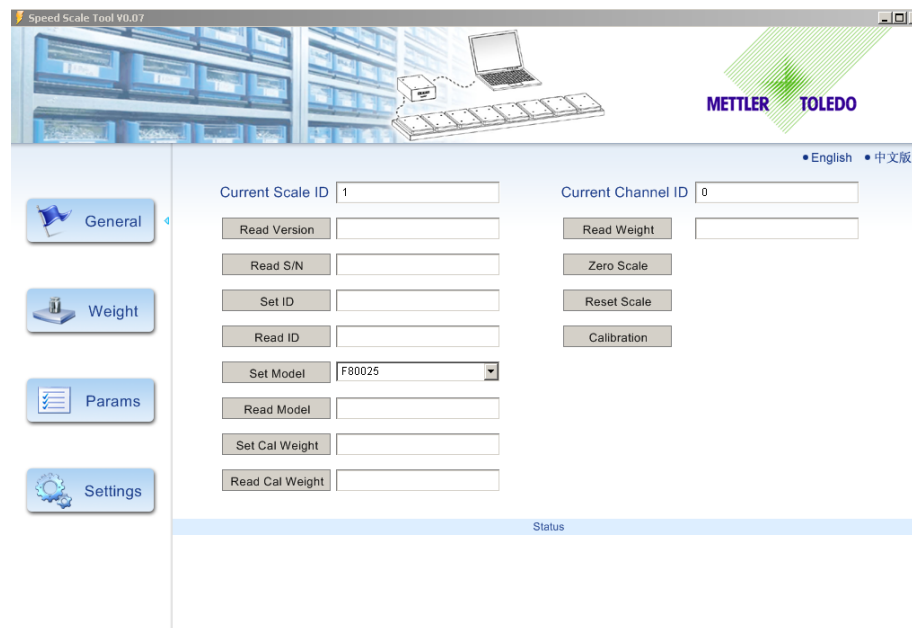 Speed Scale Tool V0.07
METTLER TOLEDO
English 中文版
Current Scale ID 1 Current Channel ID 0
General
Read Version Read Weight
Read S/N Zero Scale
Set ID Reset Scale
Weight
Read ID Calibration
Set Model F80025
Params
Read Model
Set Cal Weight
Read Cal Weight
Settings
Status